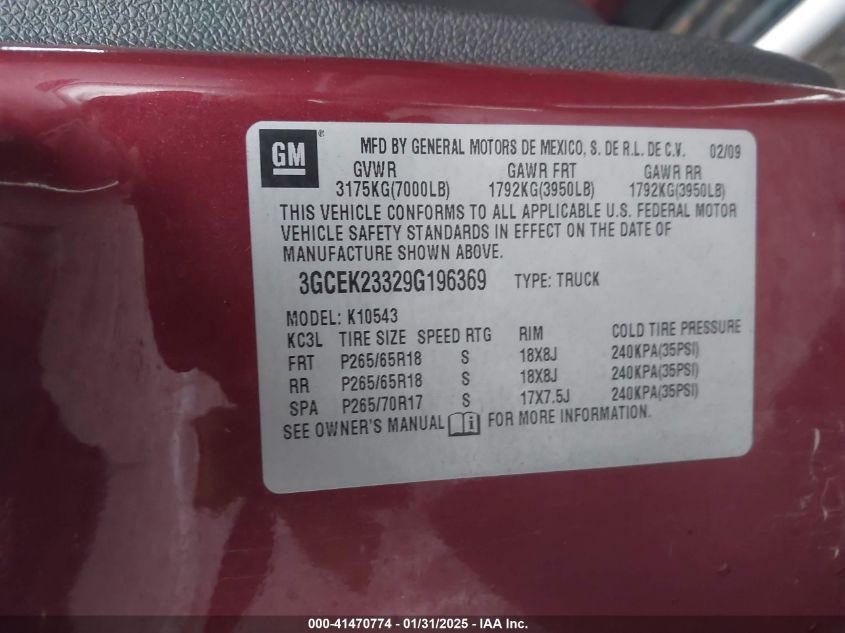 GM ® MFD BY GENERAL MOTORS DE MEXICO, S. DE R.L. DE C.V. 02/09
GVWR GAWR FRT GAWR RR
3175KG(7000LB) 1792KG(3950LB) 1792KG(3950LB)
THIS VEHICLE CONFORMS TO ALL APPLICABLE U.S. FEDERAL MOTOR
VEHICLE SAFETY STANDARDS IN EFFECT ON THE DATE OF
MANUFACTURE SHOWN ABOVE.
3GCEK23329G196369 TYPE: TRUCK
MODEL: K10543
KC3L TIRE SIZE SPEED RTG RIM COLD TIRE PRESSURE
FRT P265/65R18 S 18X8J 240KPA(35PSI)
RR P265/65R18 S 18X8J 240KPA(35PSI)
SPA P265/70R17 S 17X7.5J 240KPA(35PSI)
SEE OWNER'S MANUAL i FOR MORE INFORMATION.
000-41470774 - 01/31/2025 - IAA Inc.